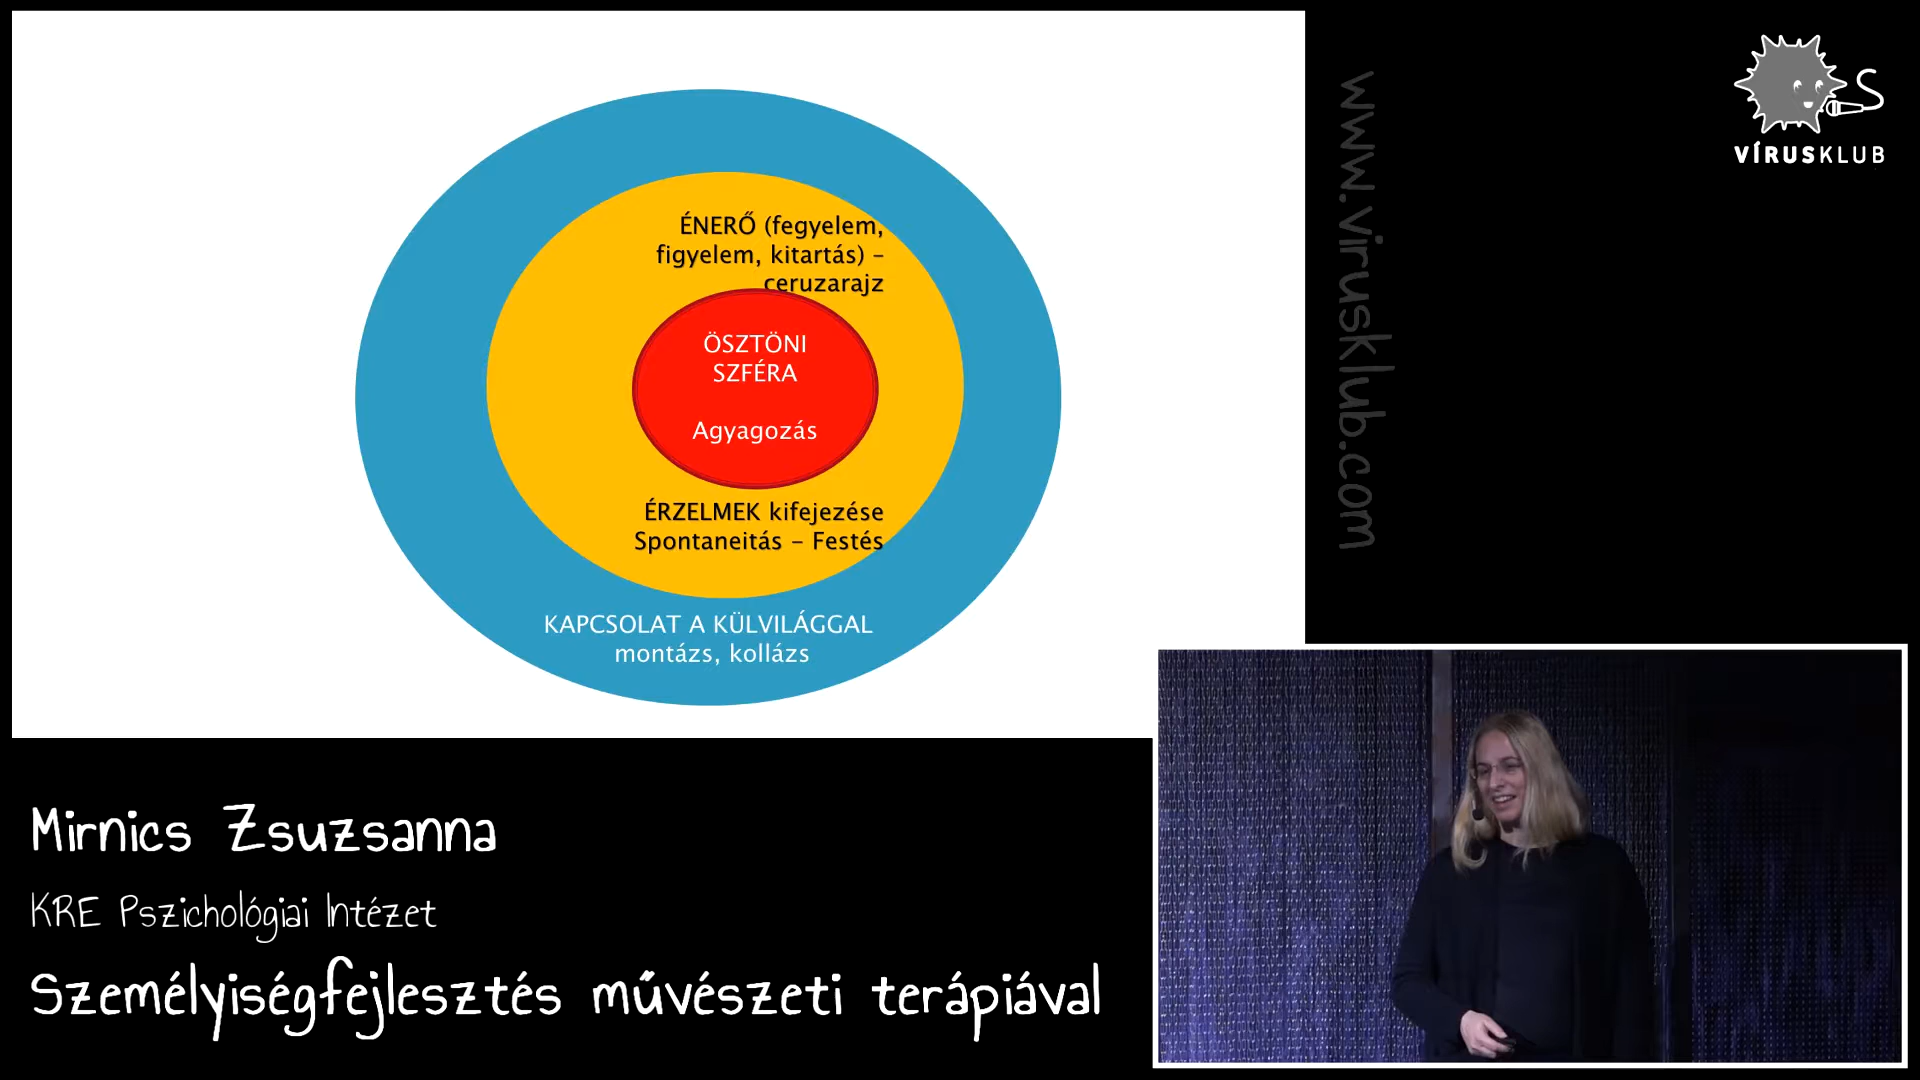 ÉNERŐ (fegyelem,
figyelem, kitartás) –
ceruzarajz
ÖSZTÖNI
SZFÉRA
Agyagozás
ÉRZELMEK kifejezése
Spontaneitás – Festés
KAPCSOLAT A KÜLVILÁGGAL
montázs, kollázs
www.virusklub.com
VÍRUSKLUB
Mirnics Zsuzsanna
KRE Pszichológiai Intézet
Személyiségfejlesztés művészeti terápiával